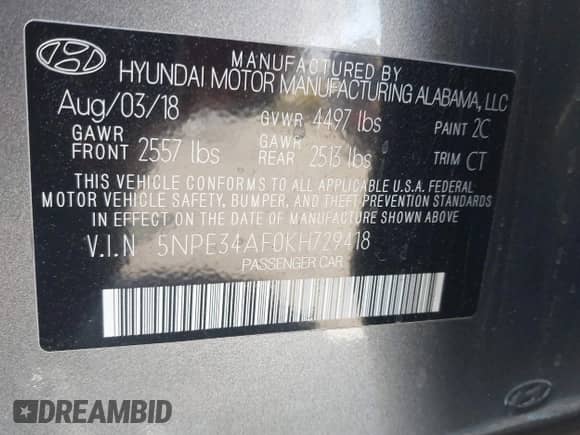 MANUFACTURED BY
HYUNDAI MOTOR MANUFACTURING ALABAMA, LLC
Aug/03/18 GVWR 4497 lbs PAINT 2C
GAWR FRONT 2557 lbs GAWR REAR 2513 lbs TRIM CT
THIS VEHICLE CONFORMS TO ALL APPLICABLE U.S.A. FEDERAL
MOTOR VEHICLE SAFETY, BUMPER, AND THEFT PREVENTION STANDARDS
IN EFFECT ON THE DATE OF MANUFACTURE SHOWN ABOVE.
V.I.N 5NPE34AF0KH729418
PASSENGER CAR
DREAMBID